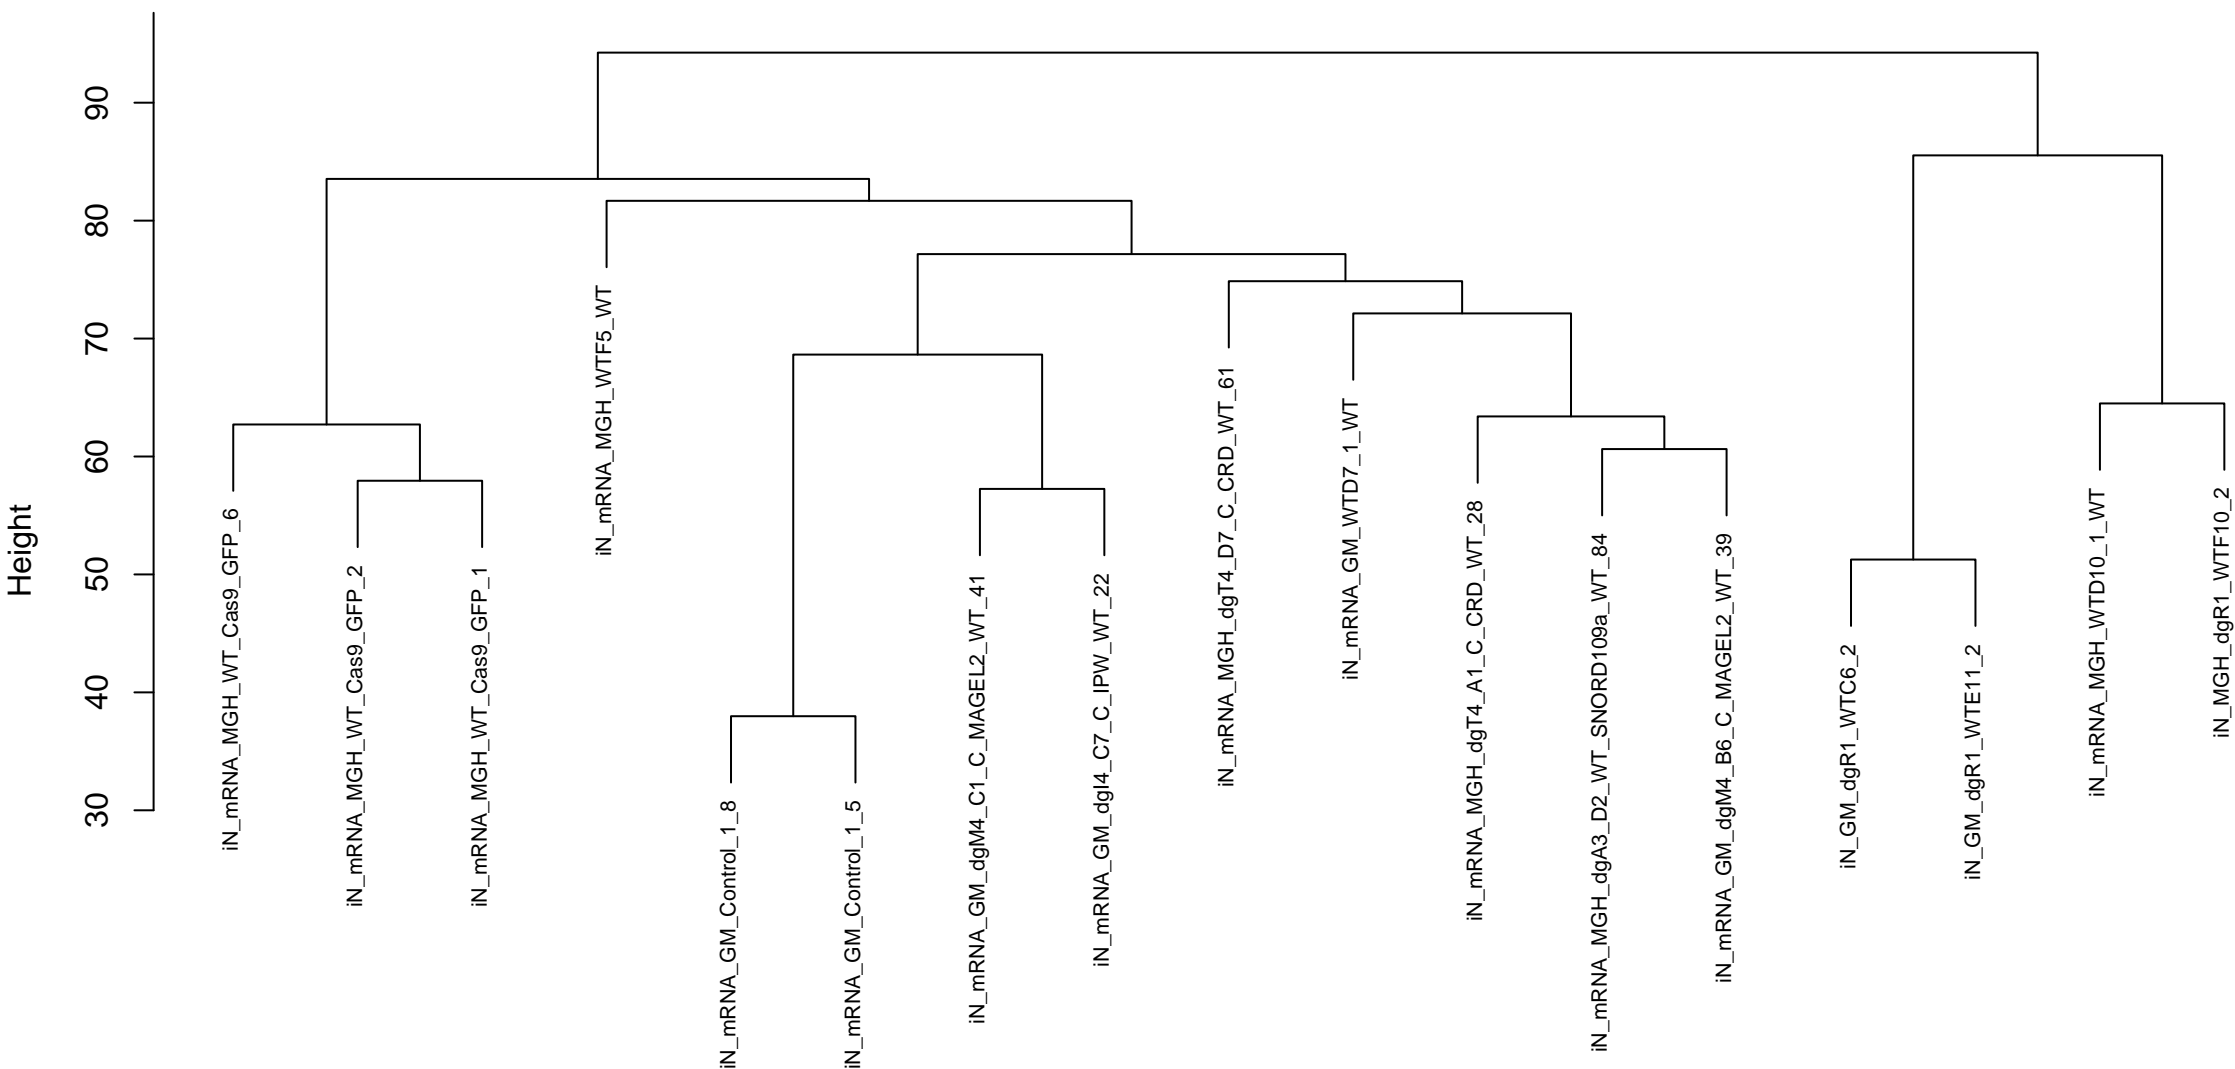 Height
90
80
70
60
50
40
30
iN_mRNA_MGH_WT_Cas9_GFP_6
iN_mRNA_MGH_WT_Cas9_GFP_2
iN_mRNA_MGH_WT_Cas9_GFP_1
iN_mRNA_MGH_WTF5_WT
iN_mRNA_GM_Control_1_8
iN_mRNA_GM_Control_1_5
iN_mRNA_GM_dgM4_C1_C_MAGEL2_WT_41
iN_mRNA_GM_dgI4_C7_C_IPW_WT_22
iN_mRNA_MGH_dgT4_D7_C_CRD_WT_61
iN_mRNA_GM_WTD7_1_WT
iN_mRNA_MGH_dgT4_A1_C_CRD_WT_28
iN_mRNA_MGH_dgA3_D2_WT_SNORD109a_WT_84
iN_mRNA_GM_dgM4_B6_C_MAGEL2_WT_39
iN_GM_dgR1_WTC6_2
iN_GM_dgR1_WTE11_2
iN_mRNA_MGH_WTD10_1_WT
iN_MGH_dgR1_WTF10_2